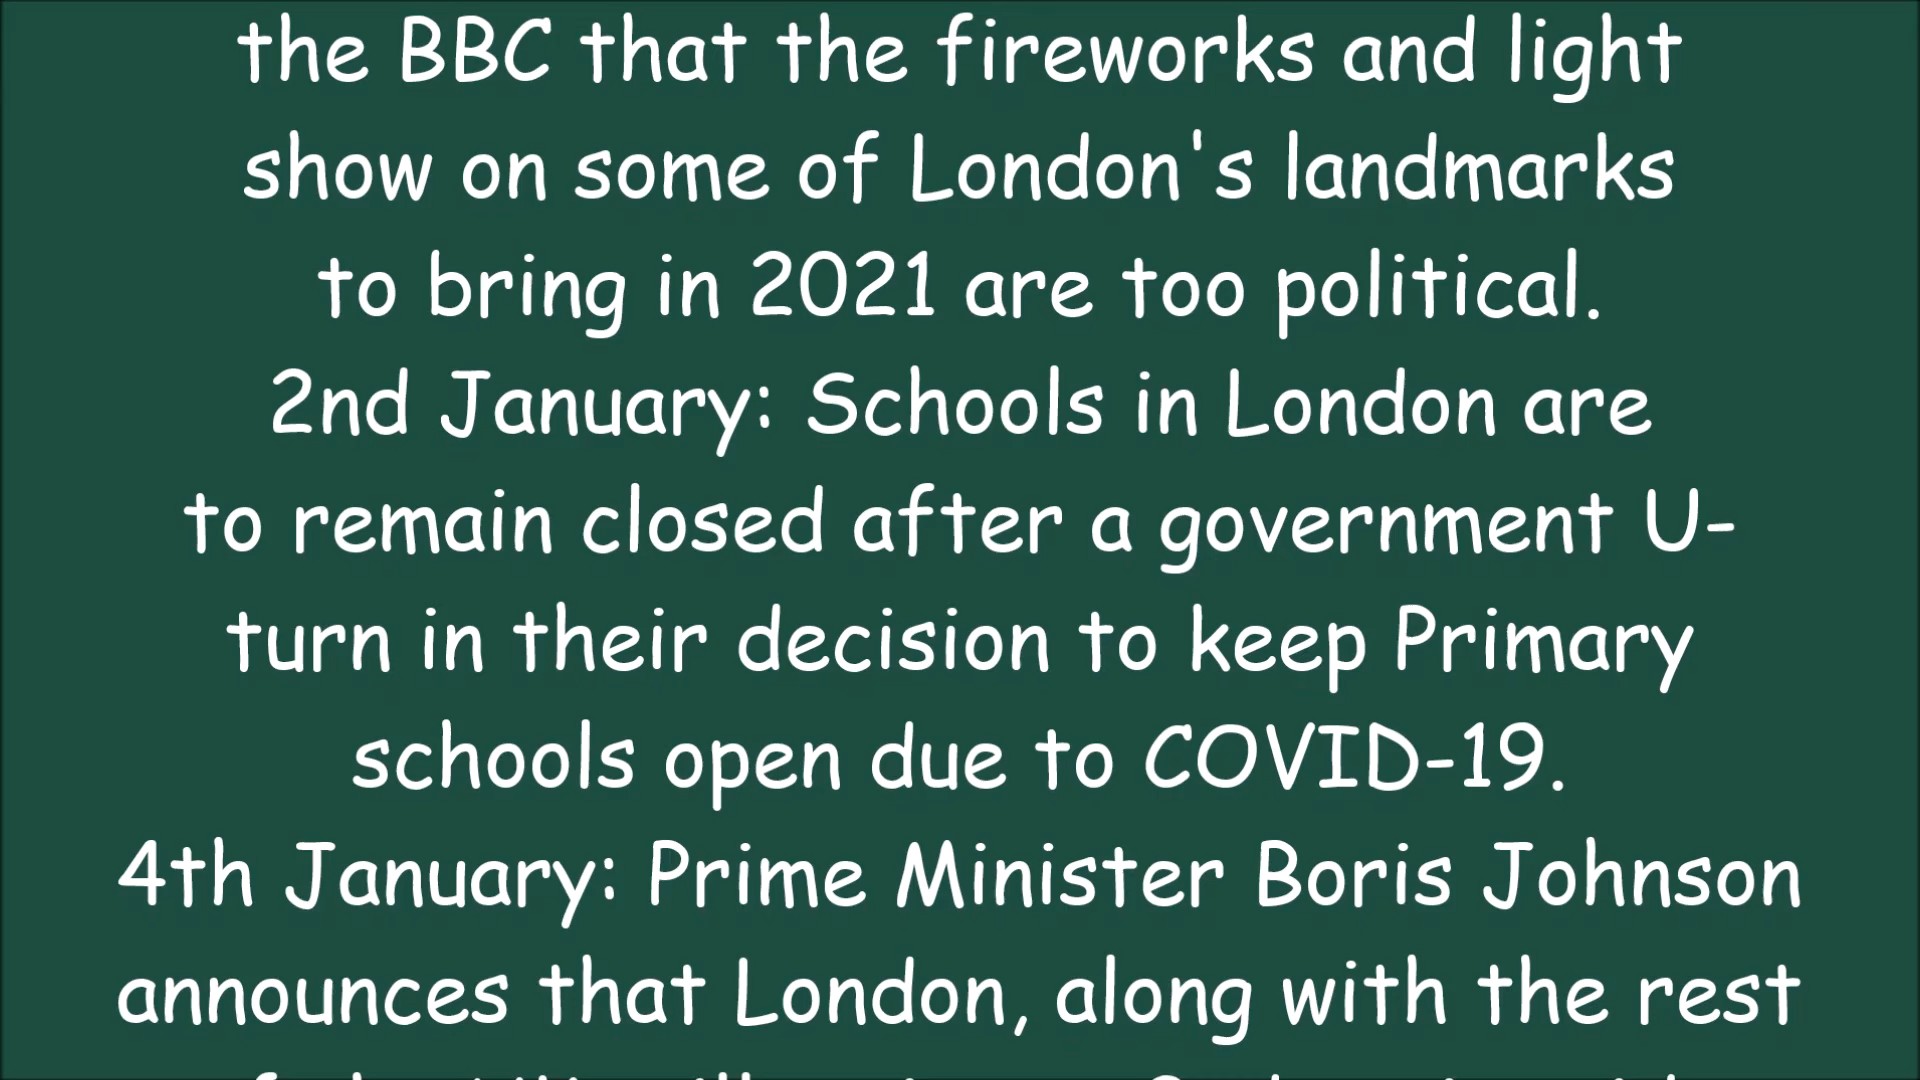 the BBC that the fireworks and light
show on some of London's landmarks
to bring in 2021 are too political.
2nd January: Schools in London are
to remain closed after a government U-
turn in their decision to keep Primary
schools open due to COVID-19.
4th January: Prime Minister Boris Johnson
announces that London, along with the rest